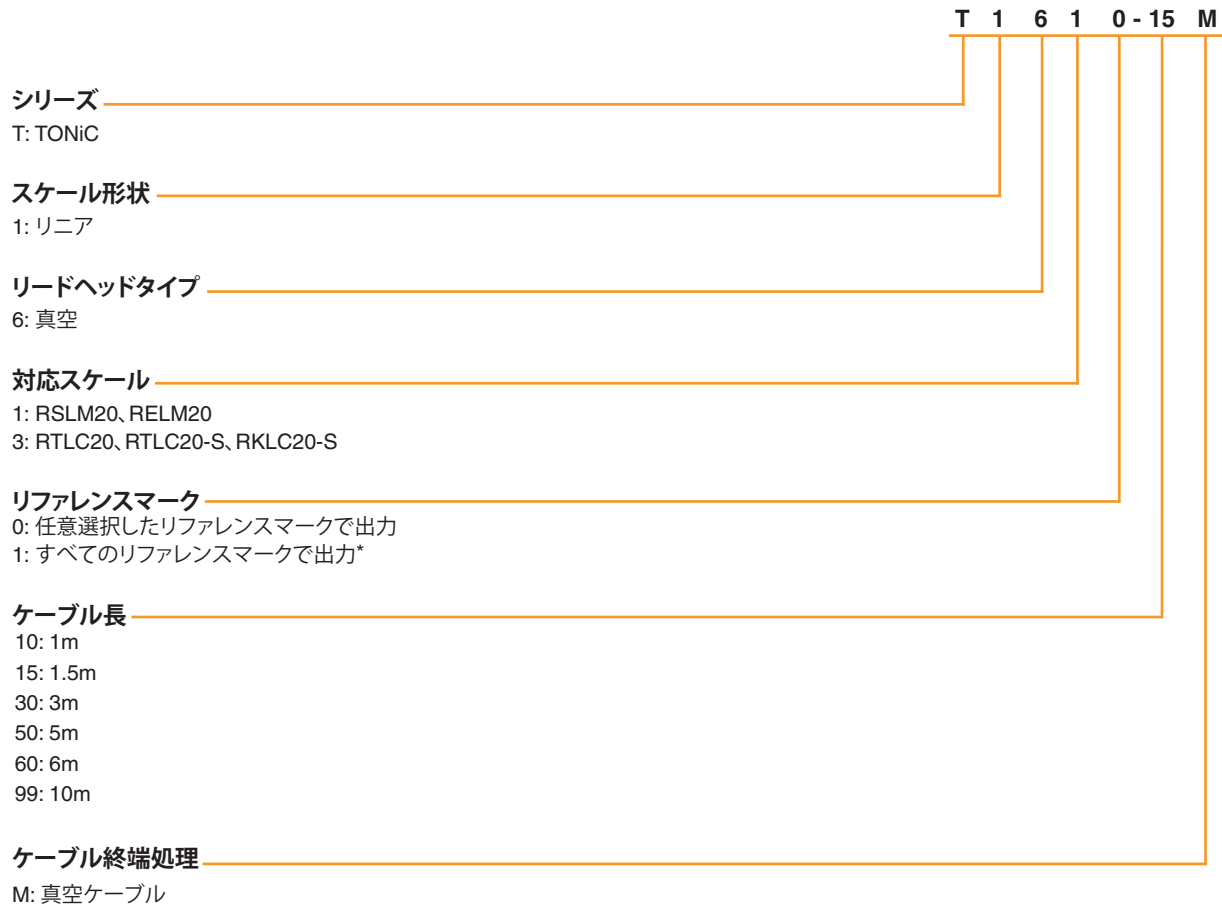 T 1 6 1 0 - 15 M
シリーズ
T: TONiC
スケール形状
1: リニア
リードヘッドタイプ
6: 真空
対応スケール
1: RSLM20、RELM20
3: RTLC20、RTLC20-S、RKLC20-S
リファレンスマーク
0: 任意選択したリファレンスマークで出力
1: すべてのリファレンスマークで出力*
ケーブル長
10: 1m
15: 1.5m
30: 3m
50: 5m
60: 6m
99: 10m
ケーブル終端処理
M: 真空ケーブル